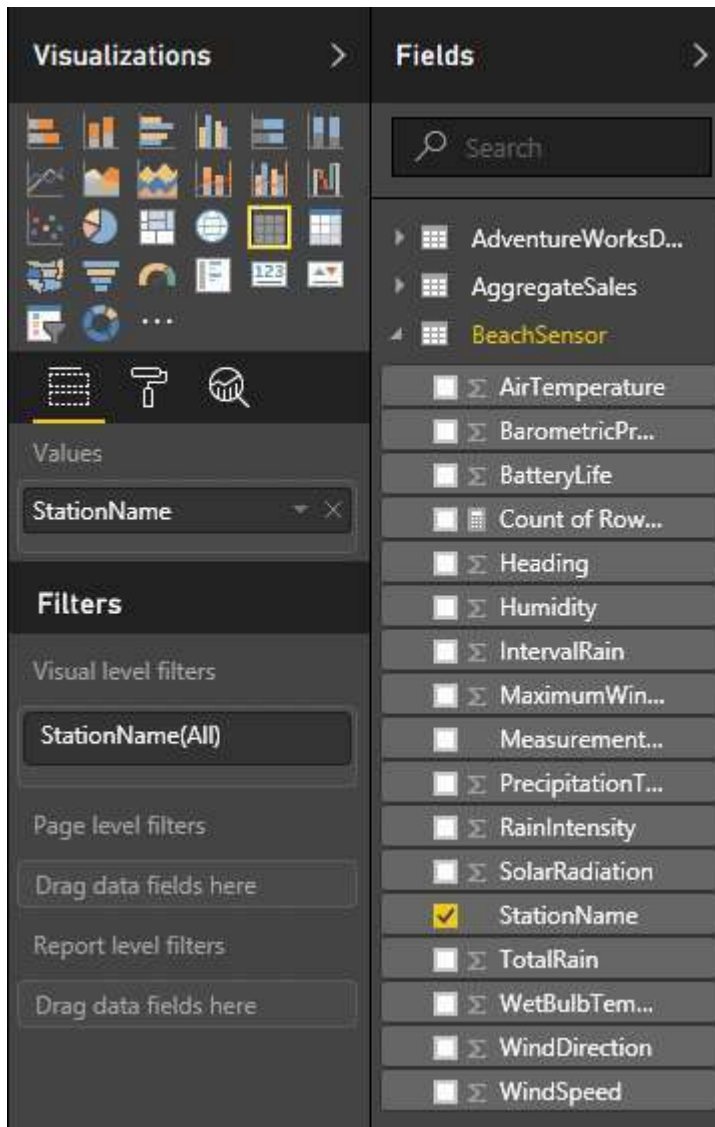 Visualizations
123
Values
StationName
Filters
Visual level filters
StationName(All)
Page level filters
Drag data fields here
Report level filters
Drag data fields here
Fields
Search
AdventureWorksD...
AggregateSales
BeachSensor
Σ AirTemperature
Σ BarometricPr...
Σ BatteryLife
Count of Row...
Σ Heading
Σ Humidity
Σ IntervalRain
Σ MaximumWin...
Measurement...
Σ PrecipitationT...
Σ RainIntensity
Σ SolarRadiation
StationName
Σ TotalRain
Σ WetBulbTem...
Σ WindDirection
Σ WindSpeed